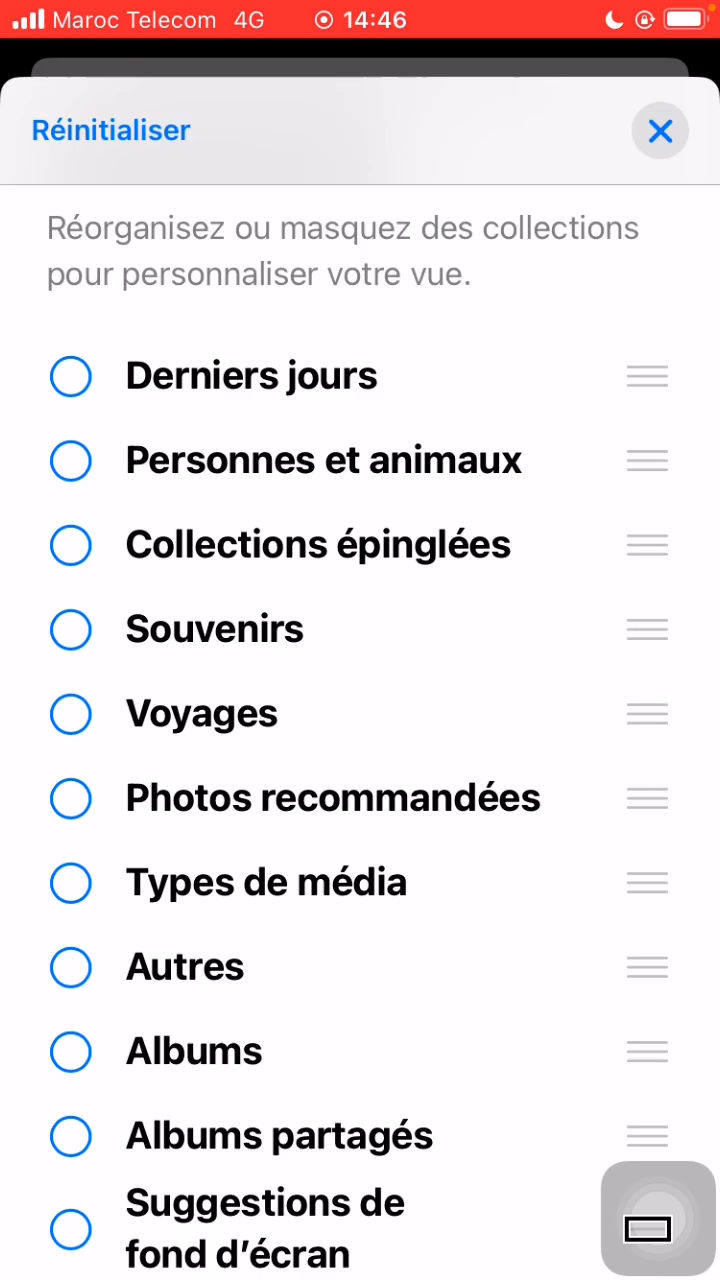 Maroc Telecom 4G 14:46
Réinitialiser
Réorganisez ou masquez des collections
pour personnaliser votre vue.
Derniers jours
Personnes et animaux
Collections épinglées
Souvenirs
Voyages
Photos recommandées
Types de média
Autres
Albums
Albums partagés
Suggestions de
fond d’écran